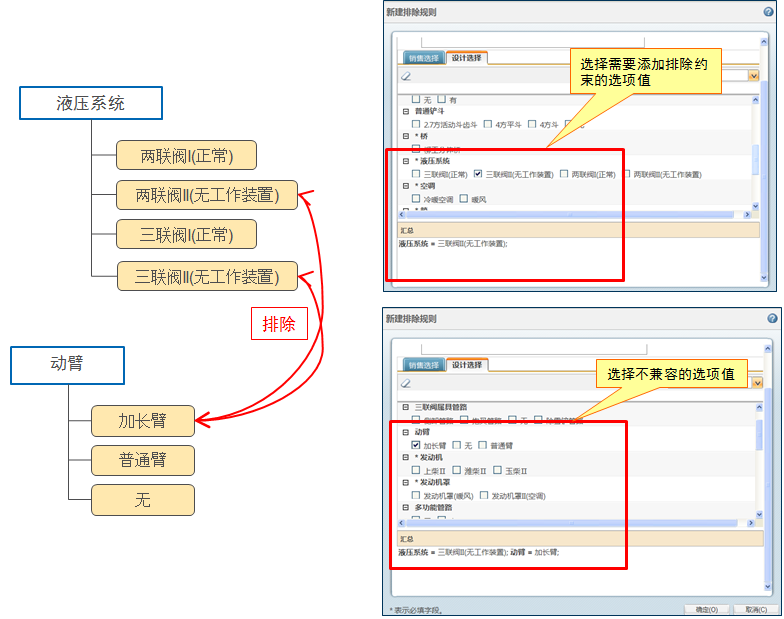 液压系统
两联阀Ⅰ(正常)
两联阀Ⅱ(无工作装置)
三联阀Ⅰ(正常)
三联阀Ⅱ(无工作装置)
排除
动臂
加长臂
普通臂
无
新建排除规则
销售选择 设计选择
选择需要添加排除约
束的选项值
无 有
普通铲斗
2.7方活动斗齿斗 4方平斗 4方斗
* 桥
* 液压系统
三联阀Ⅰ(正常) 三联阀Ⅱ(无工作装置) 两联阀Ⅰ(正常) 两联阀Ⅱ(无工作装置)
* 空调
冷暖空调 暖风
汇总
液压系统 = 三联阀Ⅱ(无工作装置);
新建排除规则
销售选择 设计选择
选择不兼容的选项值
三联阀属具管路
动臂
加长臂 无 普通臂
* 发动机
上柴Ⅱ 潍柴Ⅱ 玉柴Ⅱ
* 发动机罩
发动机罩Ⅰ(暖风) 发动机罩Ⅱ(空调)
多功能管路
汇总
液压系统 = 三联阀Ⅱ(无工作装置); 动臂 = 加长臂;
* 表示必填字段。
确定(O) 取消(C)